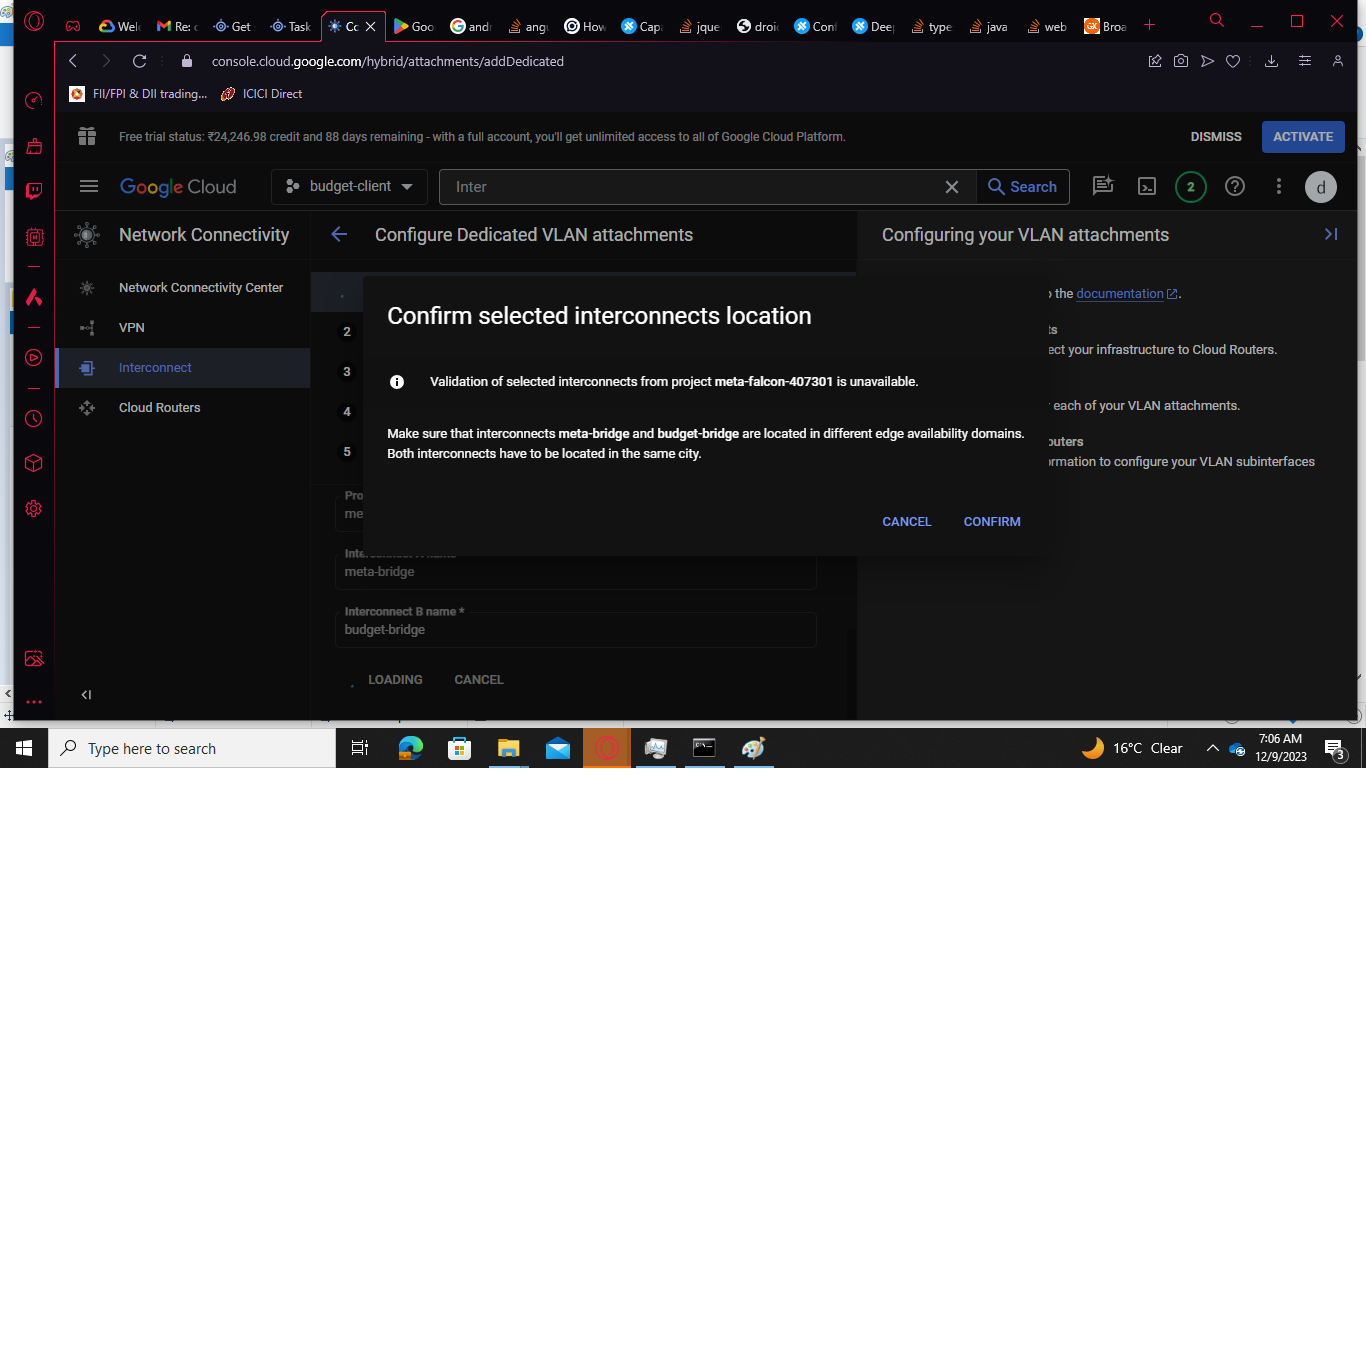 Welc
Re: c
Get
Task
Cc
Goo
andr
angu
How
Capa
jque
droid
Conf
Deep
type
java
web
Broa
console.cloud.google.com/hybrid/attachments/addDedicated
FII/FPI & DII trading...
ICICI Direct
Free trial status: ₹24,246.98 credit and 88 days remaining - with a full account, you'll get unlimited access to all of Google Cloud Platform.
DISMISS
ACTIVATE
Google Cloud
budget-client
Inter
Search
2
d
Network Connectivity
Configure Dedicated VLAN attachments
Configuring your VLAN attachments
Network Connectivity Center
VPN
Interconnect
Cloud Routers
2
3
4
5
Confirm selected interconnects location
Validation of selected interconnects from project meta-falcon-407301 is unavailable.
Make sure that interconnects meta-bridge and budget-bridge are located in different edge availability domains.
Both interconnects have to be located in the same city.
CANCEL
CONFIRM
the documentation.
ts
ect your infrastructure to Cloud Routers.
each of your VLAN attachments.
outers
rmation to configure your VLAN subinterfaces
Pro
me
meta-bridge
Interconnect B name *
budget-bridge
LOADING
CANCEL
Type here to search
16°C Clear
7:06 AM
12/9/2023
3